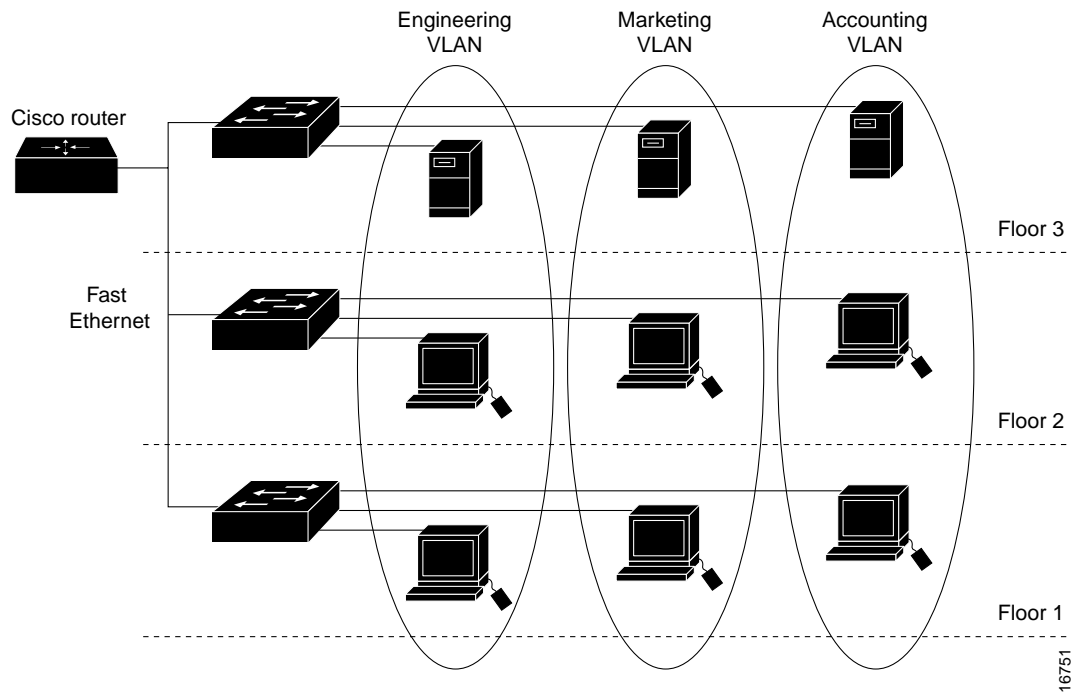 Engineering
VLAN
Marketing
VLAN
Accounting
VLAN
Cisco router
Floor 3
Fast
Ethernet
Floor 2
Floor 1
16751